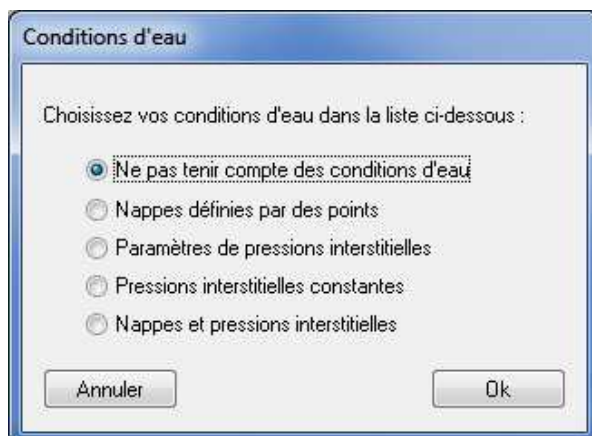 Conditions d'eau
Choisissez vos conditions d'eau dans la liste ci-dessous :
Ne pas tenir compte des conditions d'eau
Nappes définies par des points
Paramètres de pressions interstitielles
Pressions interstitielles constantes
Nappes et pressions interstitielles
Annuler
Ok